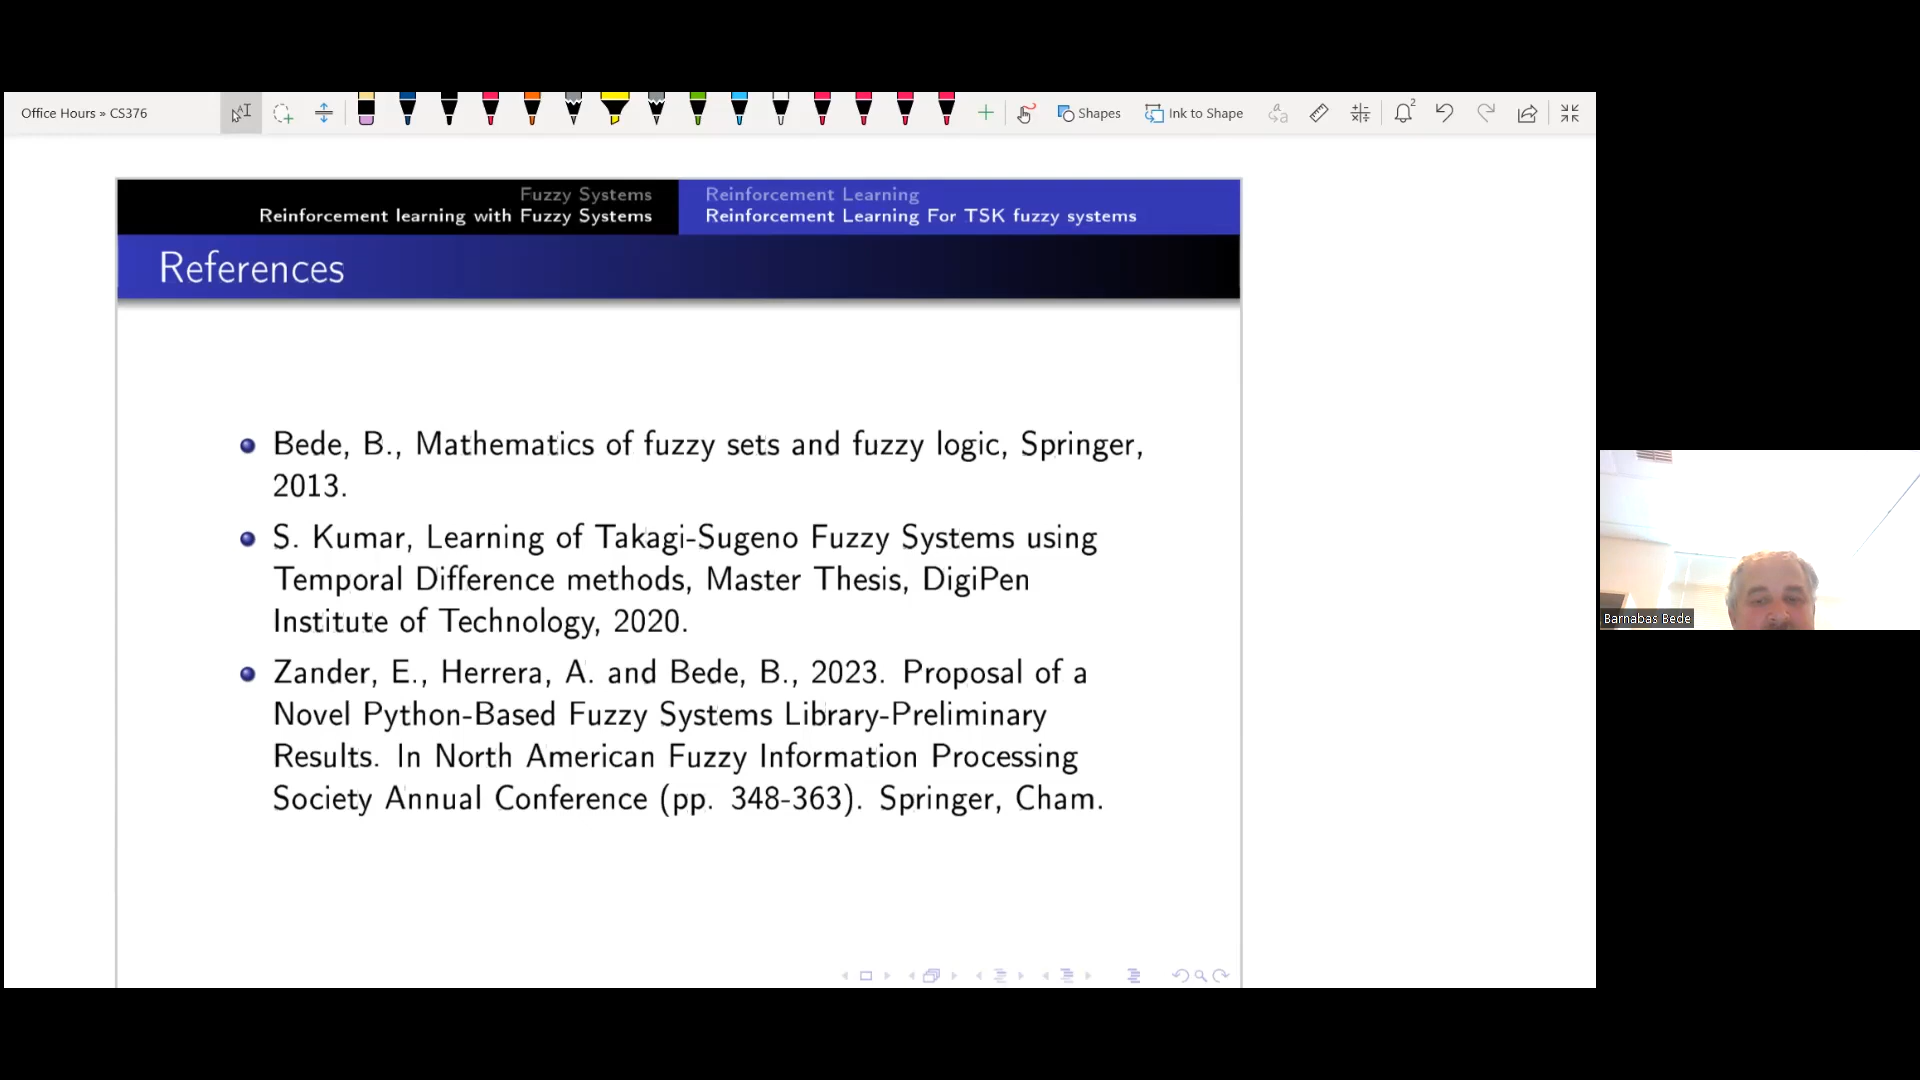 Office Hours » CS376
2
Shapes
Ink to Shape
Fuzzy Systems
Reinforcement learning with Fuzzy Systems
Reinforcement Learning
Reinforcement Learning For TSK fuzzy systems
References
Bede, B., Mathematics of fuzzy sets and fuzzy logic, Springer,
2013.
S. Kumar, Learning of Takagi-Sugeno Fuzzy Systems using
Temporal Difference methods, Master Thesis, DigiPen
Institute of Technology, 2020.
Zander, E., Herrera, A. and Bede, B., 2023. Proposal of a
Novel Python-Based Fuzzy Systems Library-Preliminary
Results. In North American Fuzzy Information Processing
Society Annual Conference (pp. 348-363). Springer, Cham.
Barnabas Bede